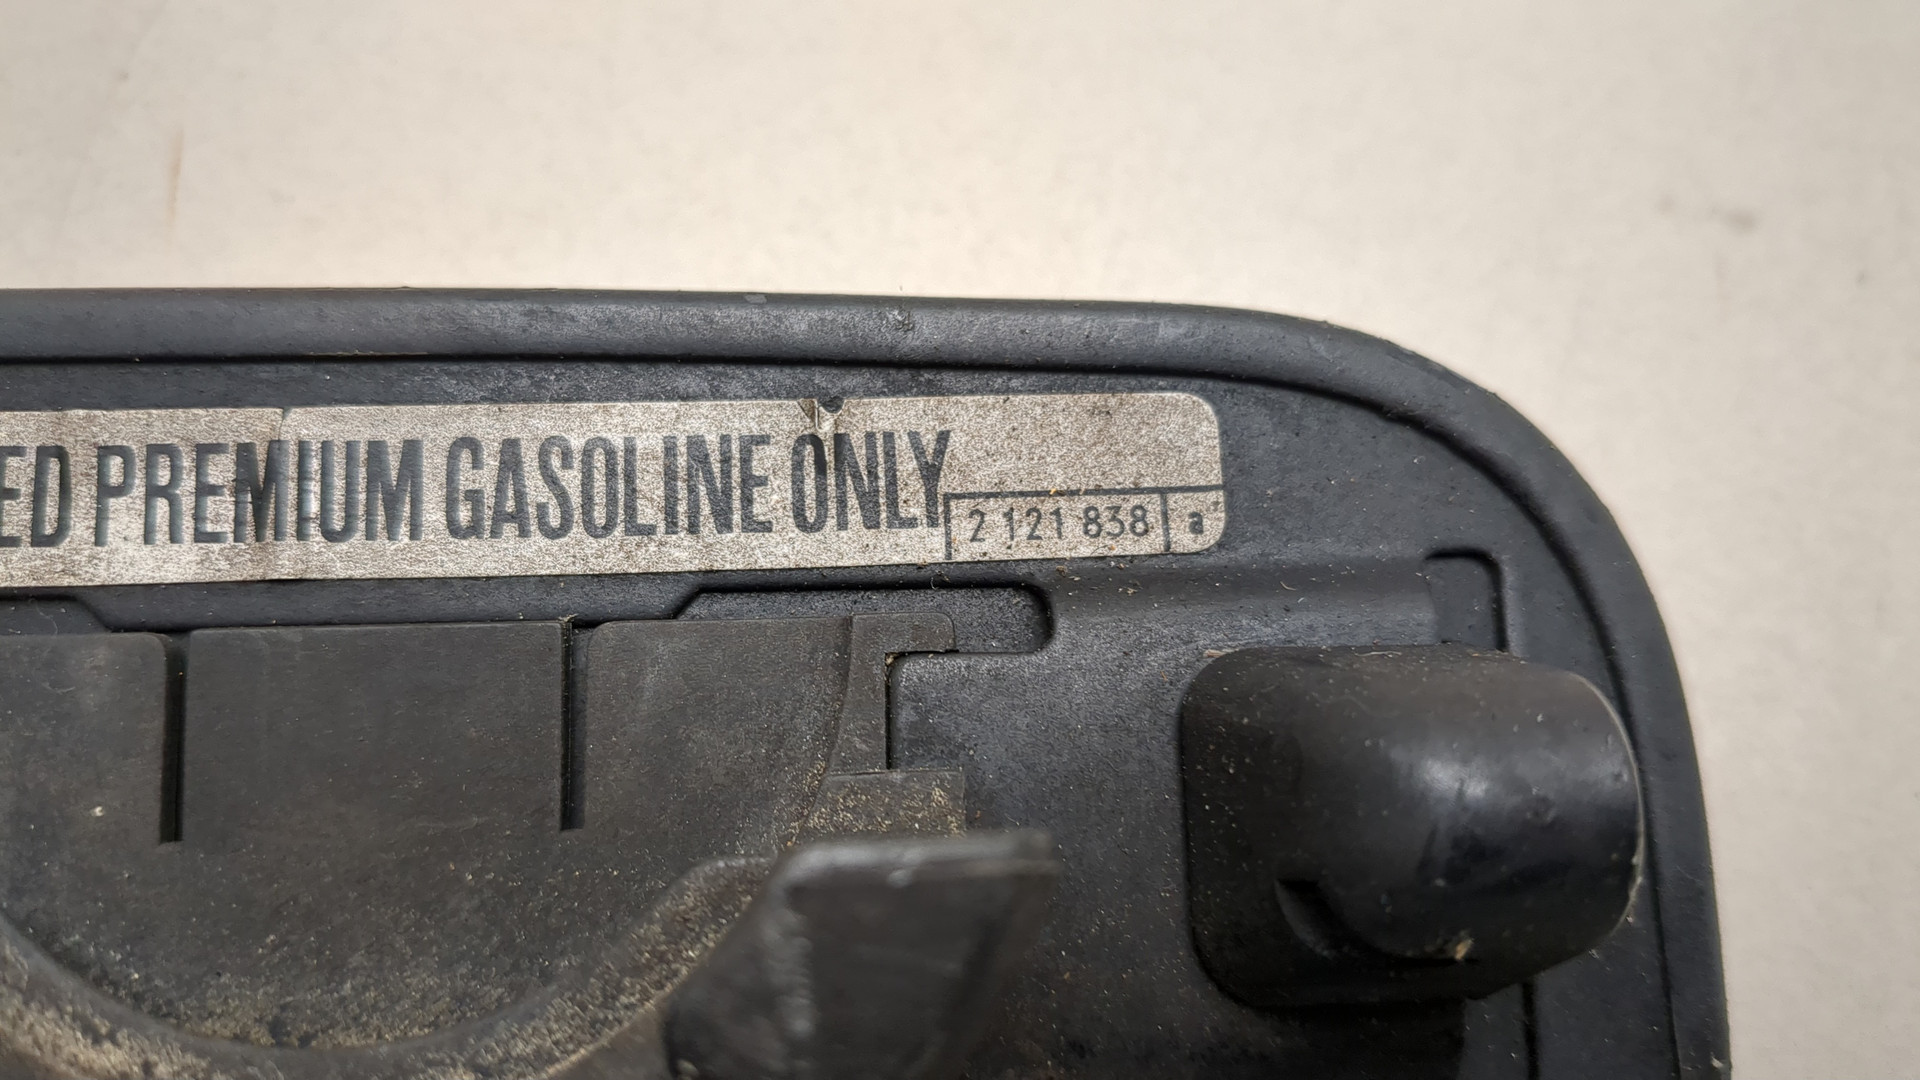 ED PREMIUM GASOLINE ONLY
2 121 838 a